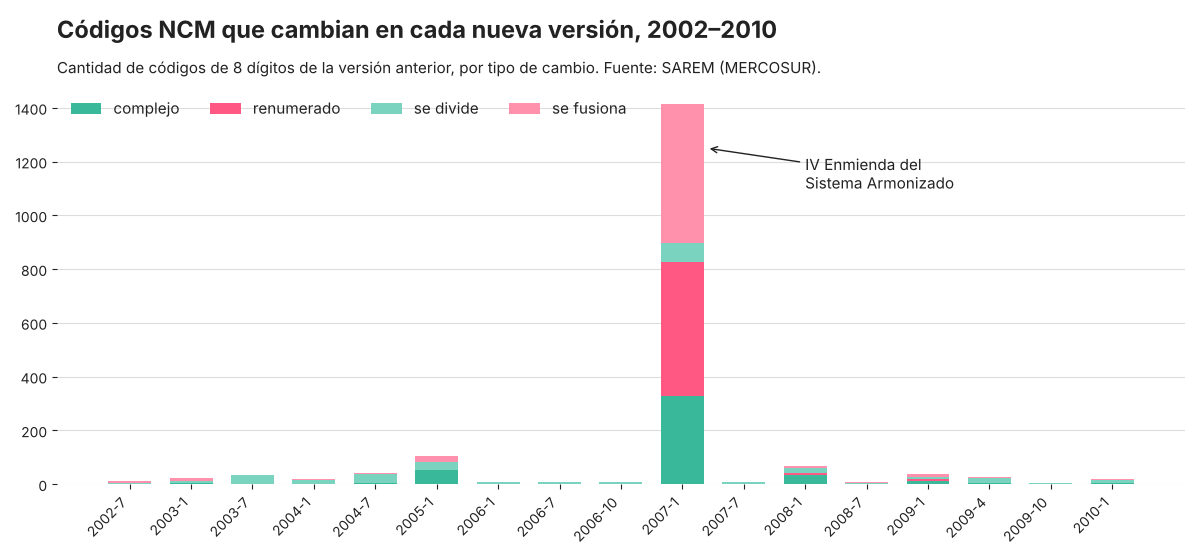 Códigos NCM que cambian en cada nueva versión, 2002–2010
Cantidad de códigos de 8 dígitos de la versión anterior, por tipo de cambio. Fuente: SAREM (MERCOSUR).
complejo renumerado se divide se fusiona
1400
1200
1000
800
600
400
200
0
IV Enmienda del
Sistema Armonizado
2002-7 2003-1 2003-7 2004-1 2004-7 2005-1 2006-1 2006-7 2006-10 2007-1 2007-7 2008-1 2008-7 2009-1 2009-4 2009-10 2010-1